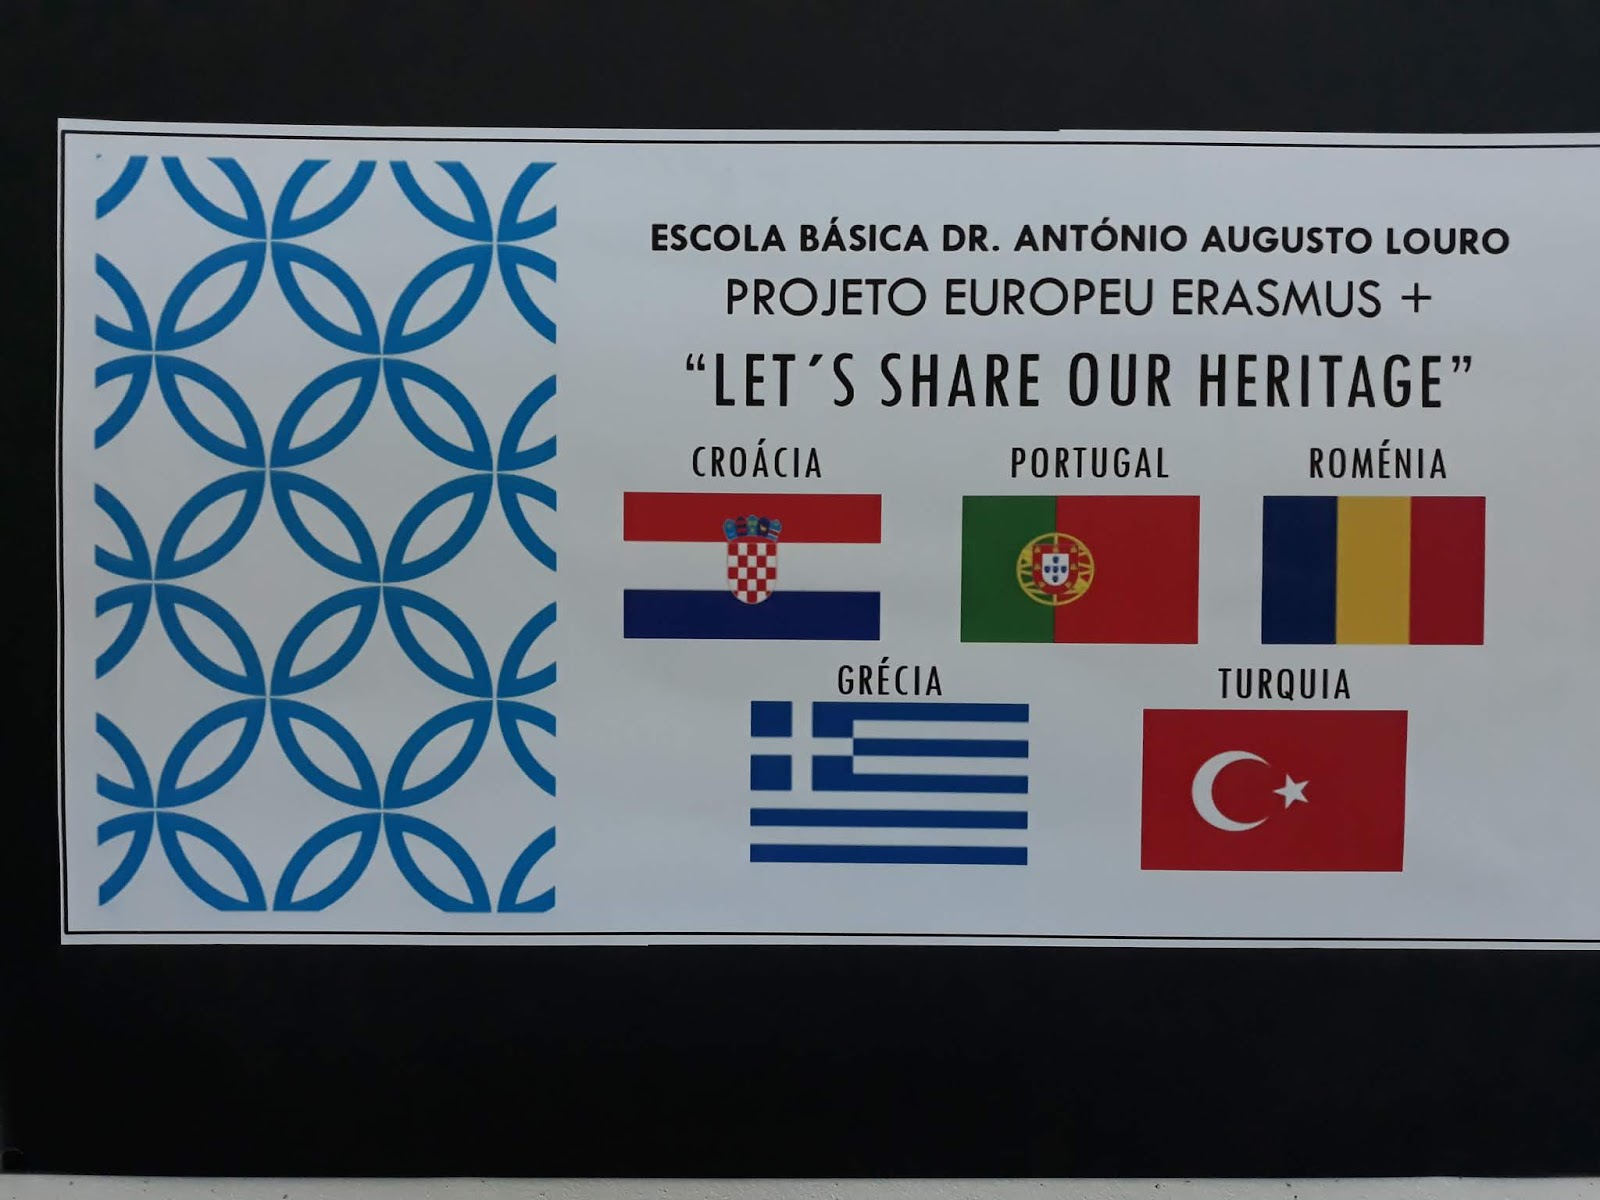 ESCOLA BÁSICA DR. ANTÓNIO AUGUSTO LOURO
PROJETO EUROPEU ERASMUS +
“LET´S SHARE OUR HERITAGE”
CROÁCIA PORTUGAL ROMÉNIA
GRÉCIA TURQUIA